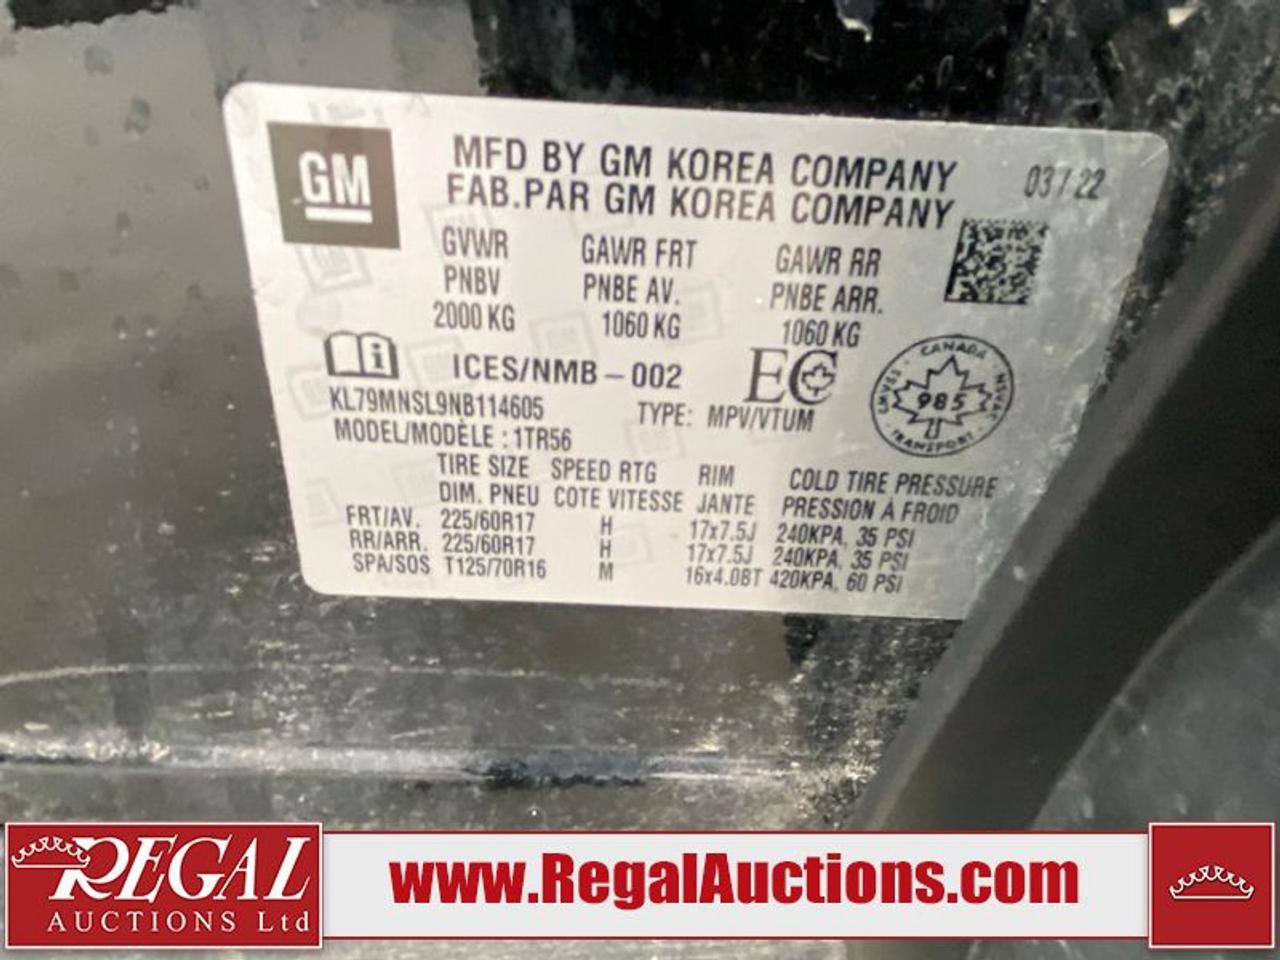 GM
MFD BY GM KOREA COMPANY 03 / 22
FAB.PAR GM KOREA COMPANY
GVWR GAWR FRT GAWR RR
PNBV PNBE AV. PNBE ARR.
2000 KG 1060 KG 1060 KG
i ICES/NMB – 002 EC
KL79MNSL9NB114605 TYPE: MPV/VTUM
MODEL/MODÈLE : 1TR56
CANADA
CMVSS 985 NSVAC
TRANSPORT
TIRE SIZE SPEED RTG RIM COLD TIRE PRESSURE
DIM. PNEU COTE VITESSE JANTE PRESSION À FROID
FRT/AV. 225/60R17 H 17x7.5J 240KPA, 35 PSI
RR/ARR. 225/60R17 H 17x7.5J 240KPA, 35 PSI
SPA/SOS T125/70R16 M 16x4.0BT 420KPA, 60 PSI
REGAL
AUCTIONS Ltd
www.RegalAuctions.com